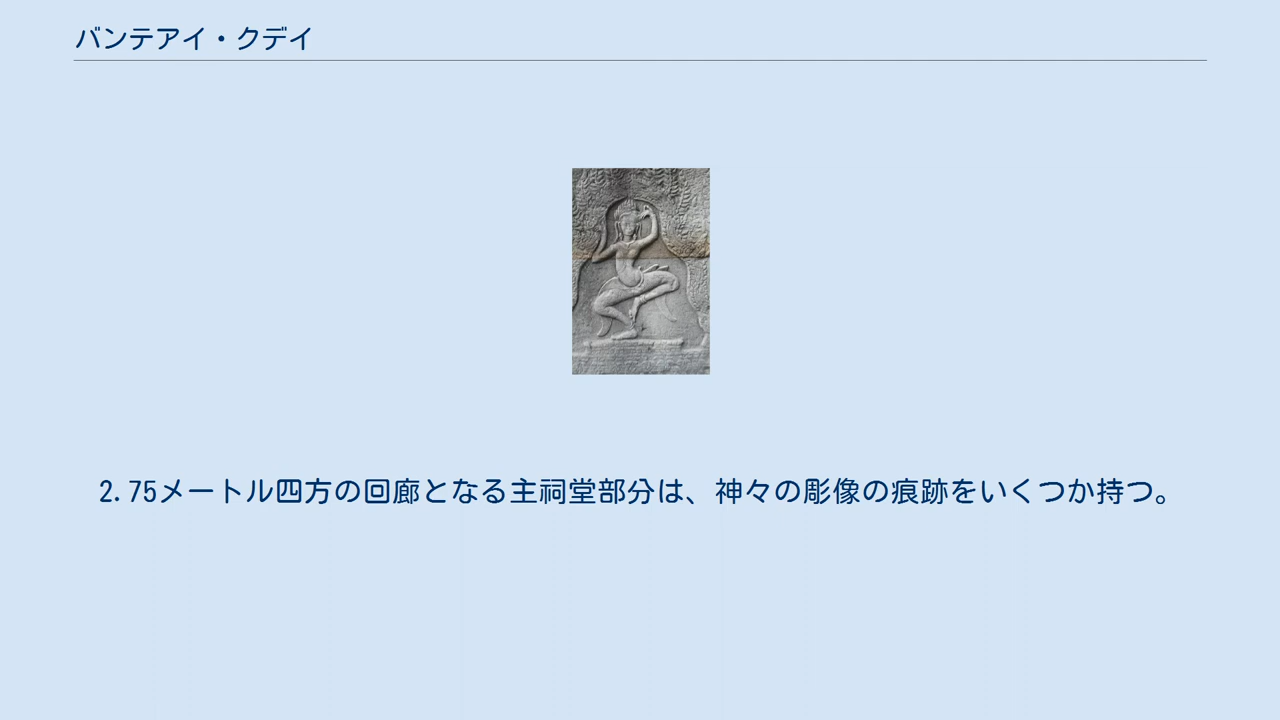 バンテアイ・クデイ
2.75メートル四方の回廊となる主祠堂部分は、神々の彫像の痕跡をいくつか持つ。